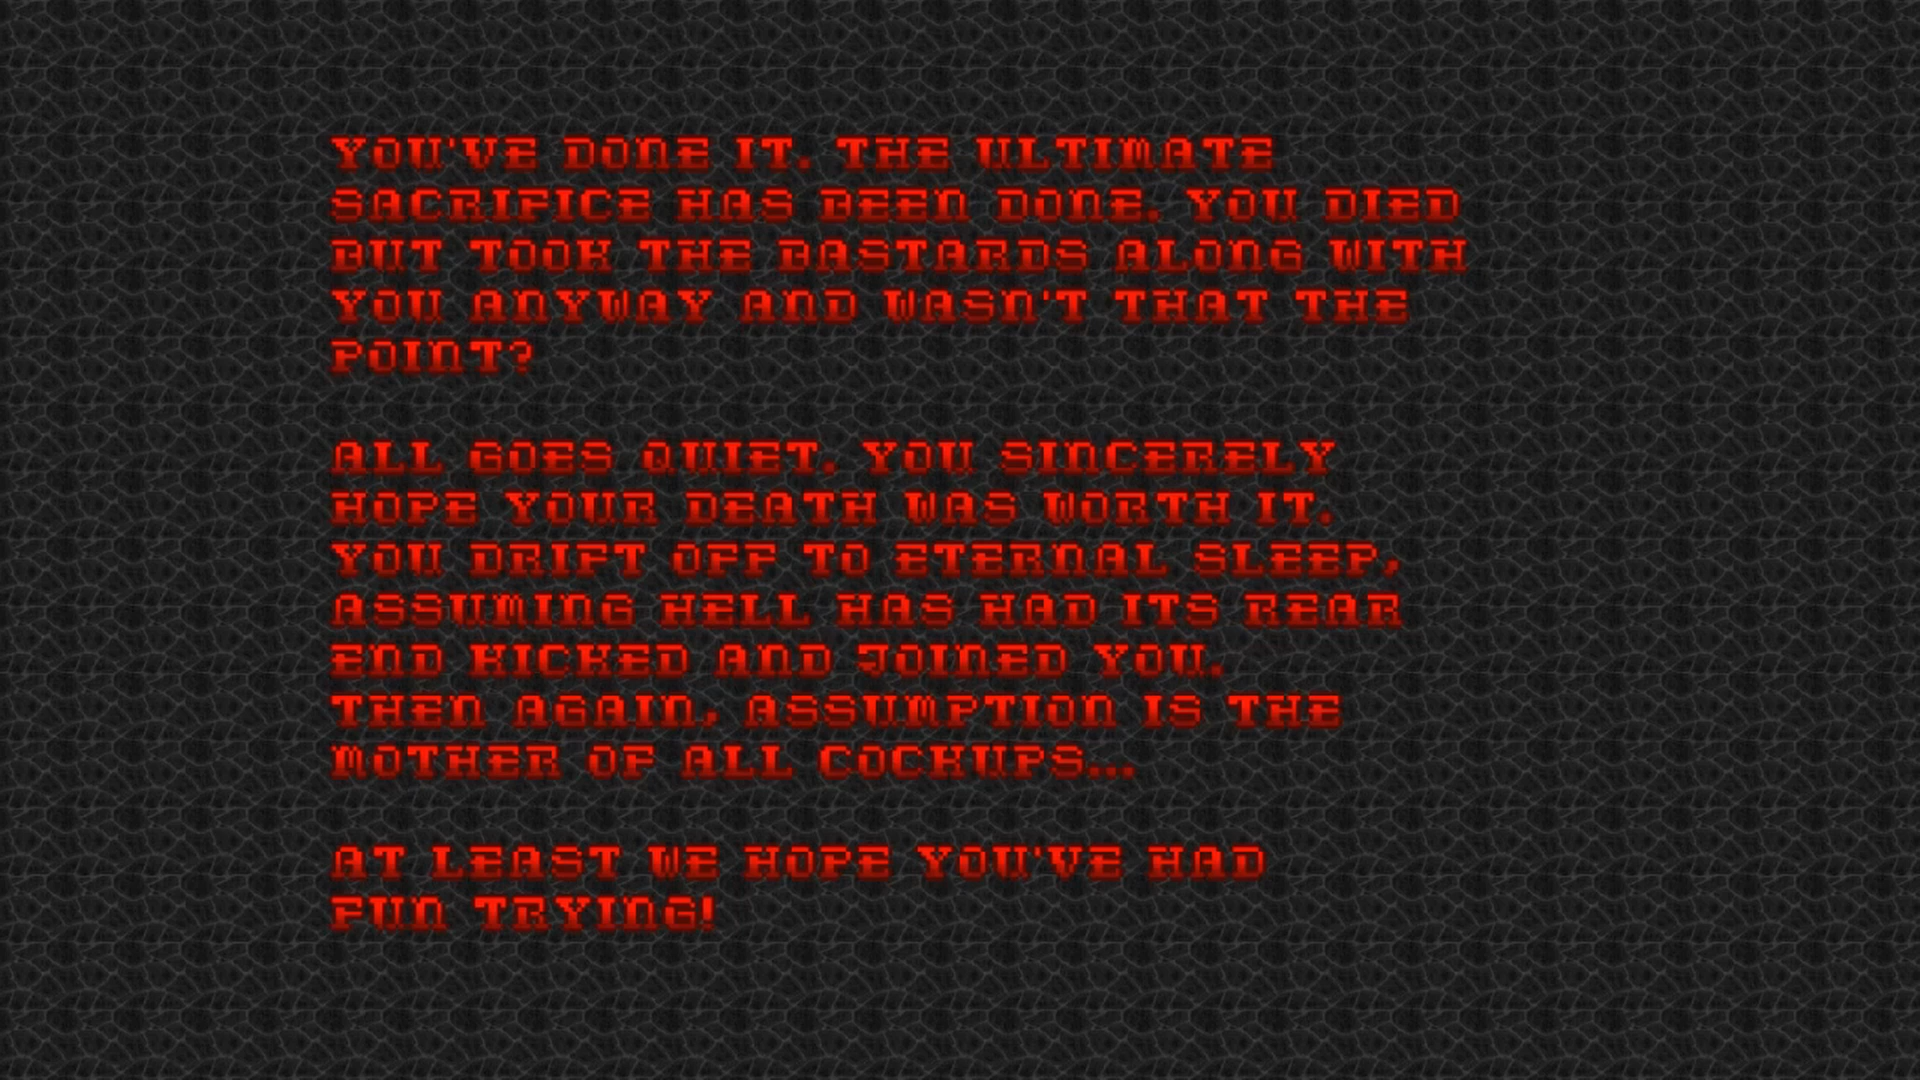 YOU'VE DONE IT. THE ULTIMATE
SACRIFICE HAS BEEN DONE. YOU DIED
BUT TOOK THE BASTARDS ALONG WITH
YOU ANYWAY AND WASN'T THAT THE
POINT?
ALL GOES QUIET. YOU SINCERELY
HOPE YOUR DEATH WAS WORTH IT.
YOU DRIFT OFF TO ETERNAL SLEEP,
ASSUMING HELL HAS HAD ITS REAR
END KICKED AND JOINED YOU.
THEN AGAIN, ASSUMPTION IS THE
MOTHER OF ALL COCKUPS...
AT LEAST WE HOPE YOU'VE HAD
FUN TRYING!